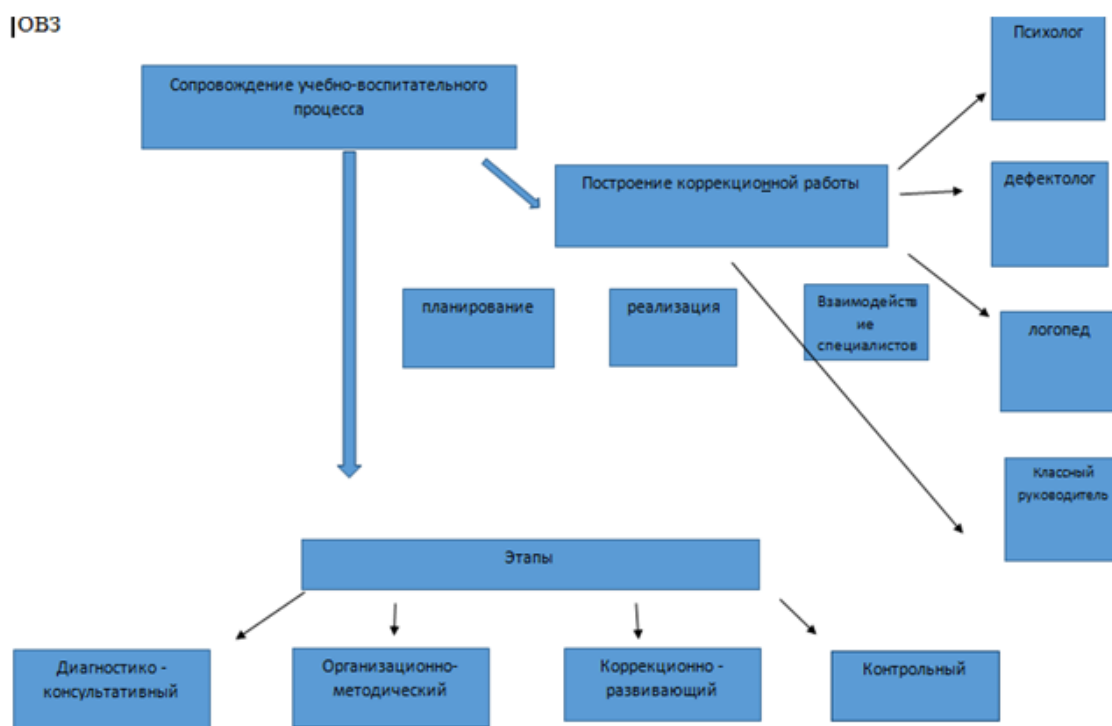 ОВЗ
Психолог
Сопровождение учебно-воспитательного
процесса
Построение коррекционной работы
дефектолог
планирование
реализация
Взаимодейств
ие
специалистов
логопед
Классный
руководитель
Этапы
Диагностико -
консультативный
Организационно-
методический
Коррекционно -
развивающий
Контрольный